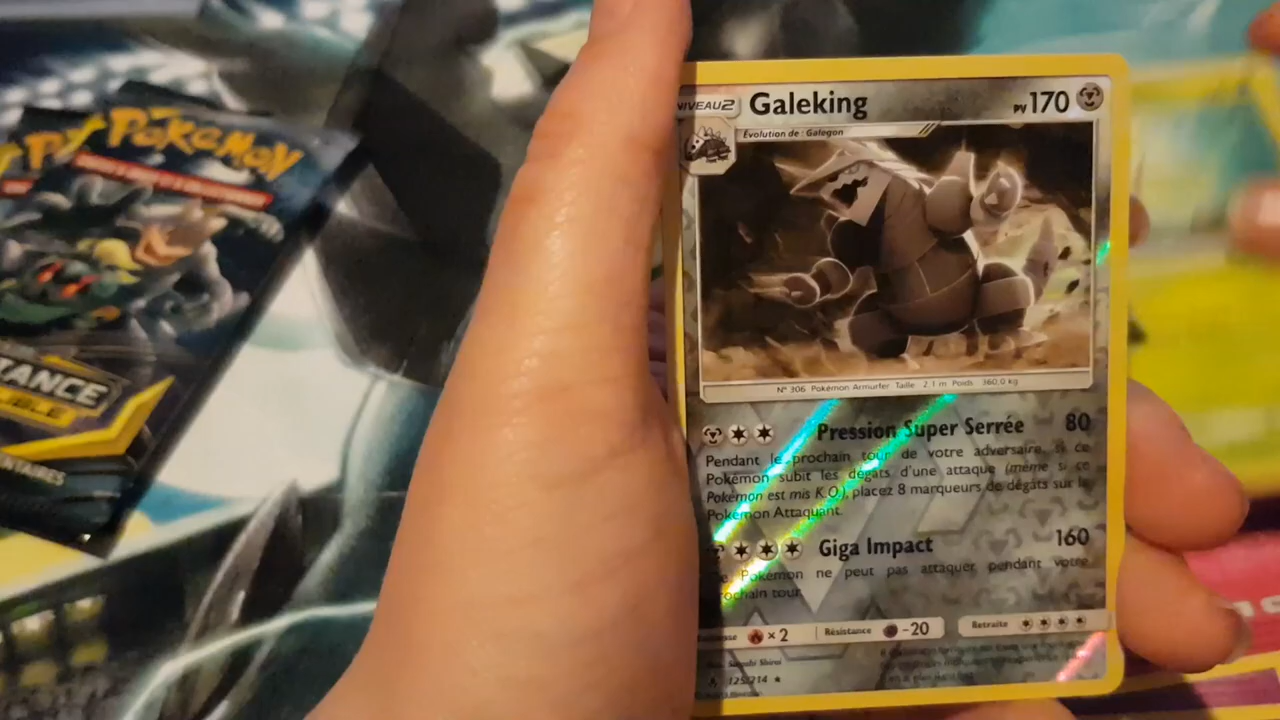 Pokémon
IANCE
MENTAIRES
NIVEAU2 Galeking PV170
Évolution de : Galegon
N° 306 Pokémon Armurfer Taille 2.1 m Poids 360,0 kg
Pression Super Serrée 80
Pendant le prochain tour de votre adversaire, si ce
Pokémon subit les dégâts d'une attaque (même si ce
Pokémon est mis K.O.), placez 8 marqueurs de dégâts sur le
Pokémon Attaquant.
Giga Impact 160
Ce Pokémon ne peut pas attaquer pendant votre
prochain tour.
×2 Résistance -20 Retraite
125/214